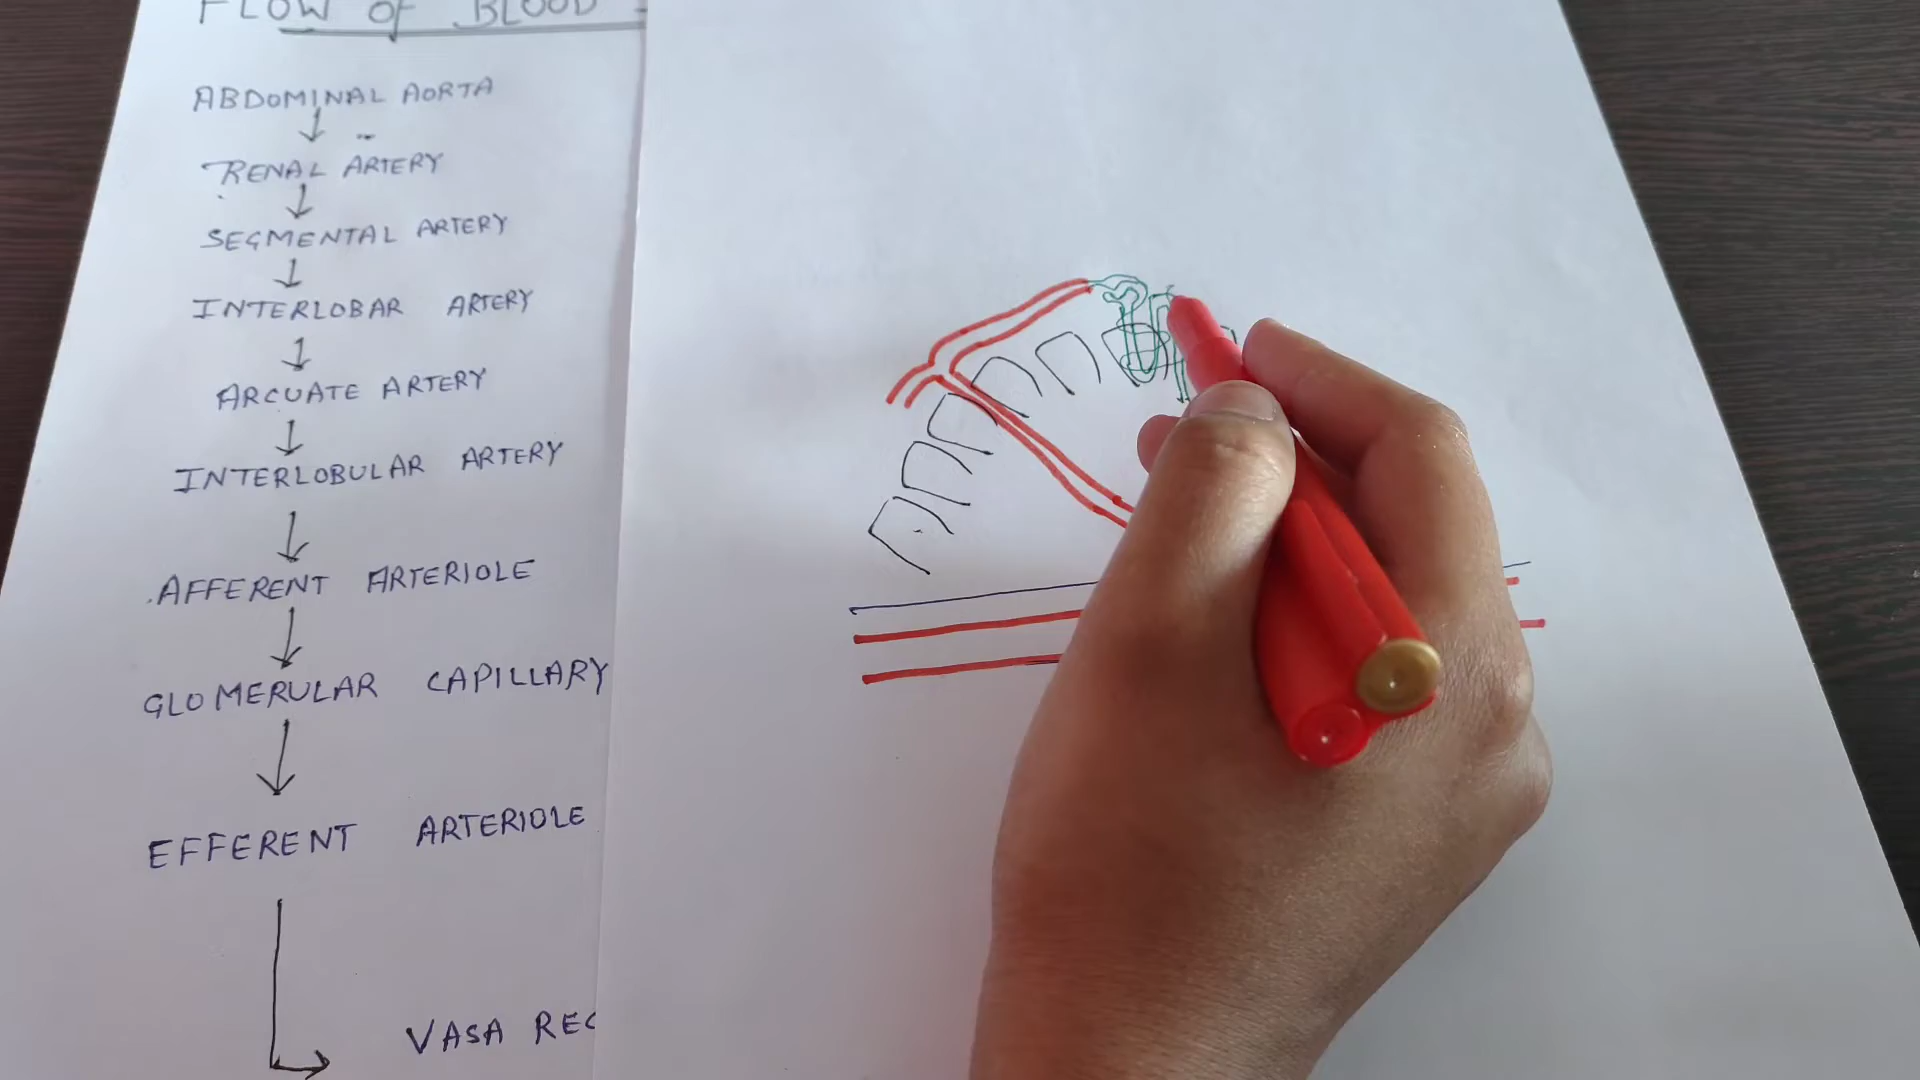 FLOW OF BLOOD
ABDOMINAL AORTA
RENAL ARTERY
SEGMENTAL ARTERY
INTERLOBAR ARTERY
ARCUATE ARTERY
INTERLOBULAR ARTERY
AFFERENT ARTERIOLE
GLOMERULAR CAPILLARY
EFFERENT ARTERIOLE
VASA REC